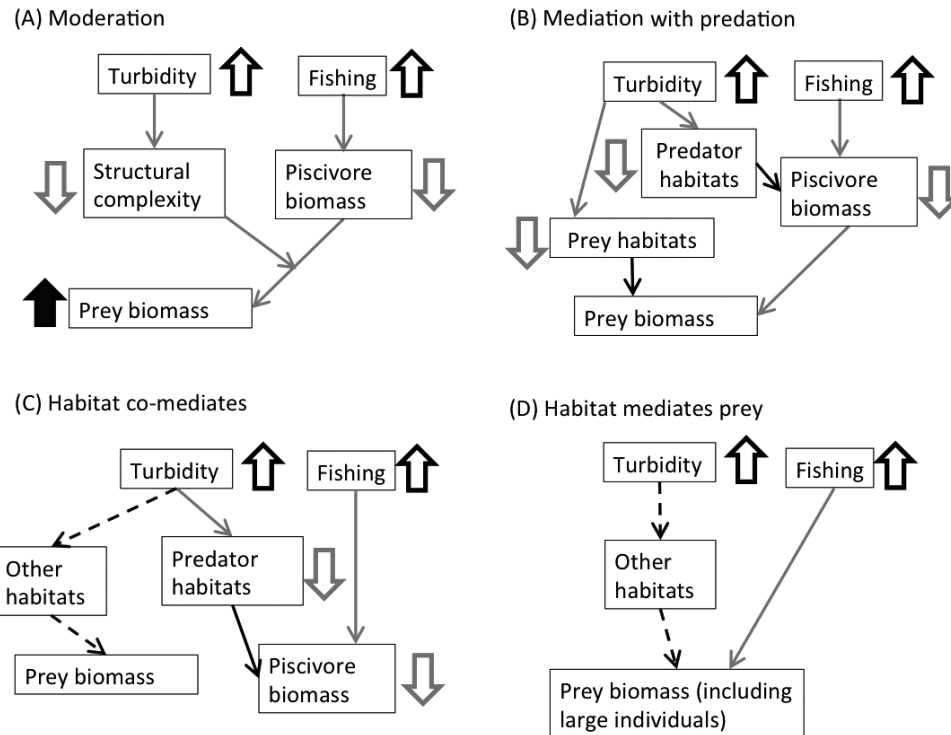 (A) Moderation
Turbidity
Fishing
Structural
complexity
Piscivore
biomass
Prey biomass
(B) Mediation with predation
Turbidity
Fishing
Predator
habitats
Piscivore
biomass
Prey habitats
Prey biomass
(C) Habitat co-mediates
Turbidity
Fishing
Other
habitats
Predator
habitats
Prey biomass
Piscivore
biomass
(D) Habitat mediates prey
Turbidity
Fishing
Other
habitats
Prey biomass (including
large individuals)